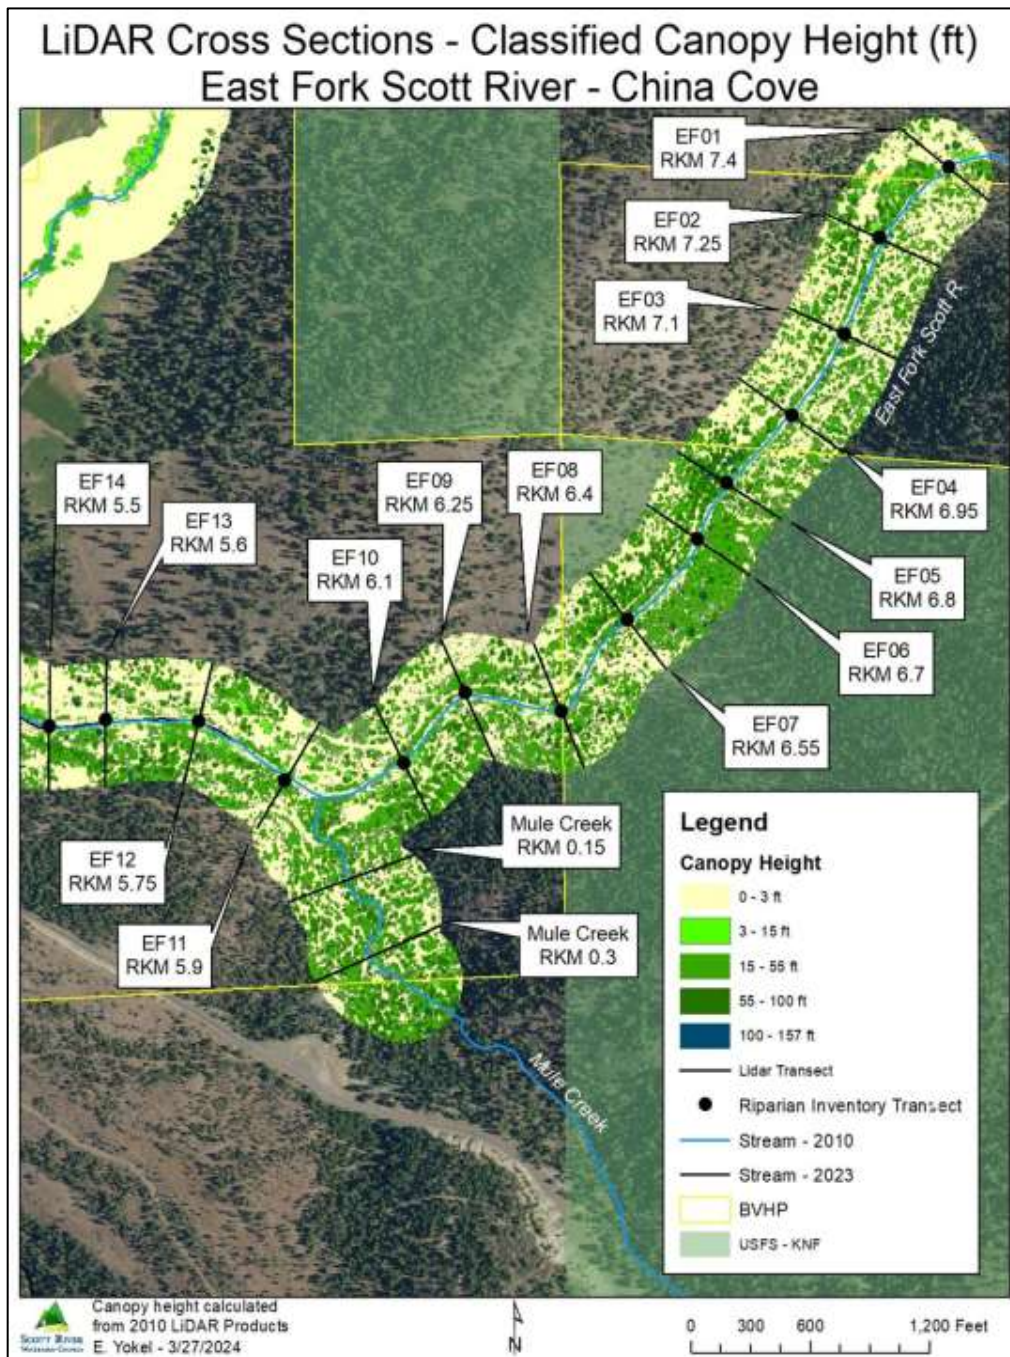 LiDAR Cross Sections - Classified Canopy Height (ft)
East Fork Scott River - China Cove
EF01
RKM 7.4
EF02
RKM 7.25
EF03
RKM 7.1
East Fork Scott R
EF14
RKM 5.5
EF13
RKM 5.6
EF09
RKM 6.25
EF08
RKM 6.4
EF04
RKM 6.95
EF10
RKM 6.1
EF05
RKM 6.8
EF06
RKM 6.7
EF07
RKM 6.55
EF12
RKM 5.75
EF11
RKM 5.9
Mule Creek
RKM 0.15
Mule Creek
RKM 0.3
Mule Creek
Legend
Canopy Height
0 - 3 ft
3 - 15 ft
15 - 55 ft
55 - 100 ft
100 - 157 ft
Lidar Transect
Riparian Inventory Transect
Stream - 2010
Stream - 2023
BVHP
USFS - KNF
Canopy height calculated
from 2010 LiDAR Products
E. Yokel - 3/27/2024
SCOTT RIVER
WATERSHED COUNCIL
N
0 300 600 1,200 Feet